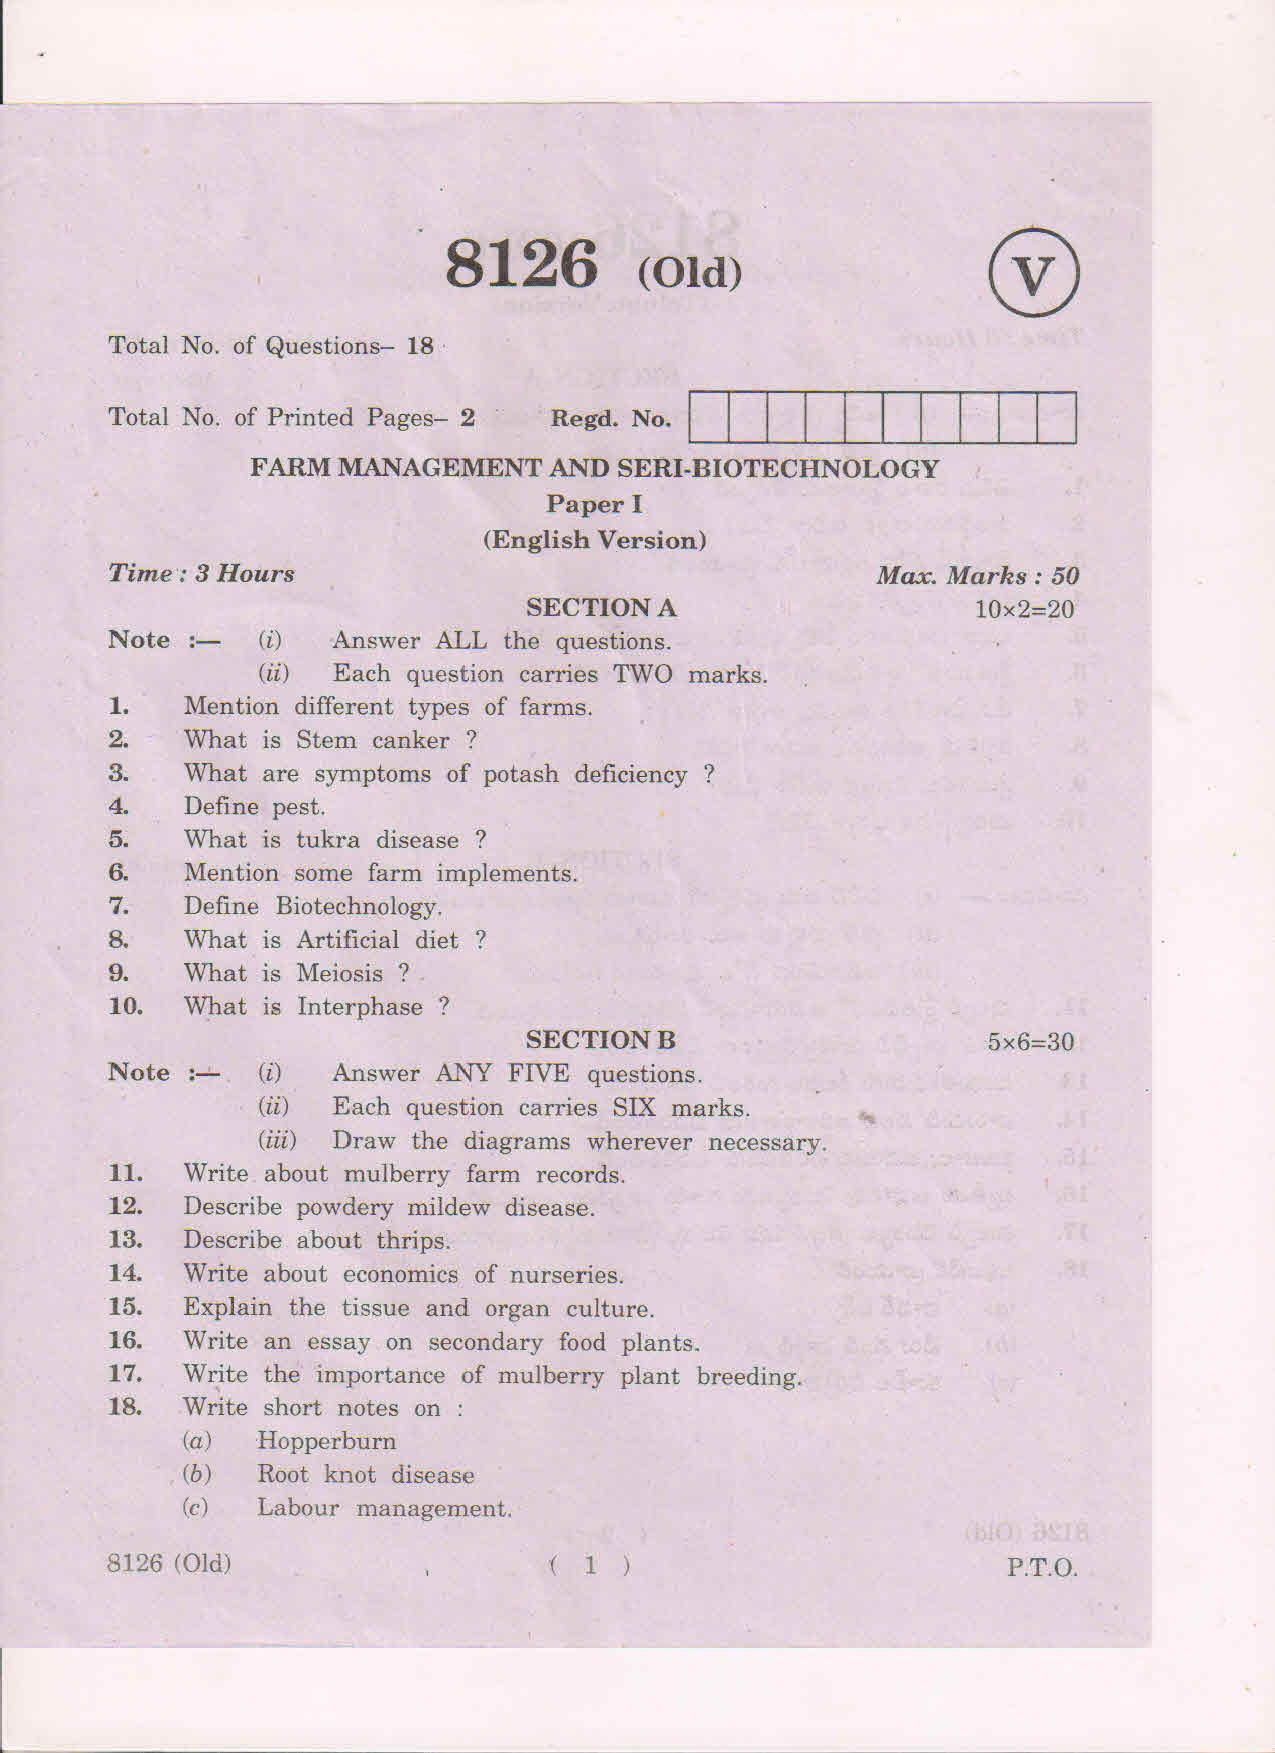 8126 (Old)
V
Total No. of Questions– 18
Total No. of Printed Pages– 2 Regd. No.
FARM MANAGEMENT AND SERI-BIOTECHNOLOGY
Paper I
(English Version)
Time : 3 Hours Max. Marks : 50
SECTION A 10×2=20
Note :— (i) Answer ALL the questions.
(ii) Each question carries TWO marks.
1. Mention different types of farms.
2. What is Stem canker ?
3. What are symptoms of potash deficiency ?
4. Define pest.
5. What is tukra disease ?
6. Mention some farm implements.
7. Define Biotechnology.
8. What is Artificial diet ?
9. What is Meiosis ?
10. What is Interphase ?
SECTION B 5×6=30
Note :— (i) Answer ANY FIVE questions.
(ii) Each question carries SIX marks.
(iii) Draw the diagrams wherever necessary.
11. Write about mulberry farm records.
12. Describe powdery mildew disease.
13. Describe about thrips.
14. Write about economics of nurseries.
15. Explain the tissue and organ culture.
16. Write an essay on secondary food plants.
17. Write the importance of mulberry plant breeding.
18. Write short notes on :
(a) Hopperburn
(b) Root knot disease
(c) Labour management.
8126 (Old) ( 1 ) P.T.O.